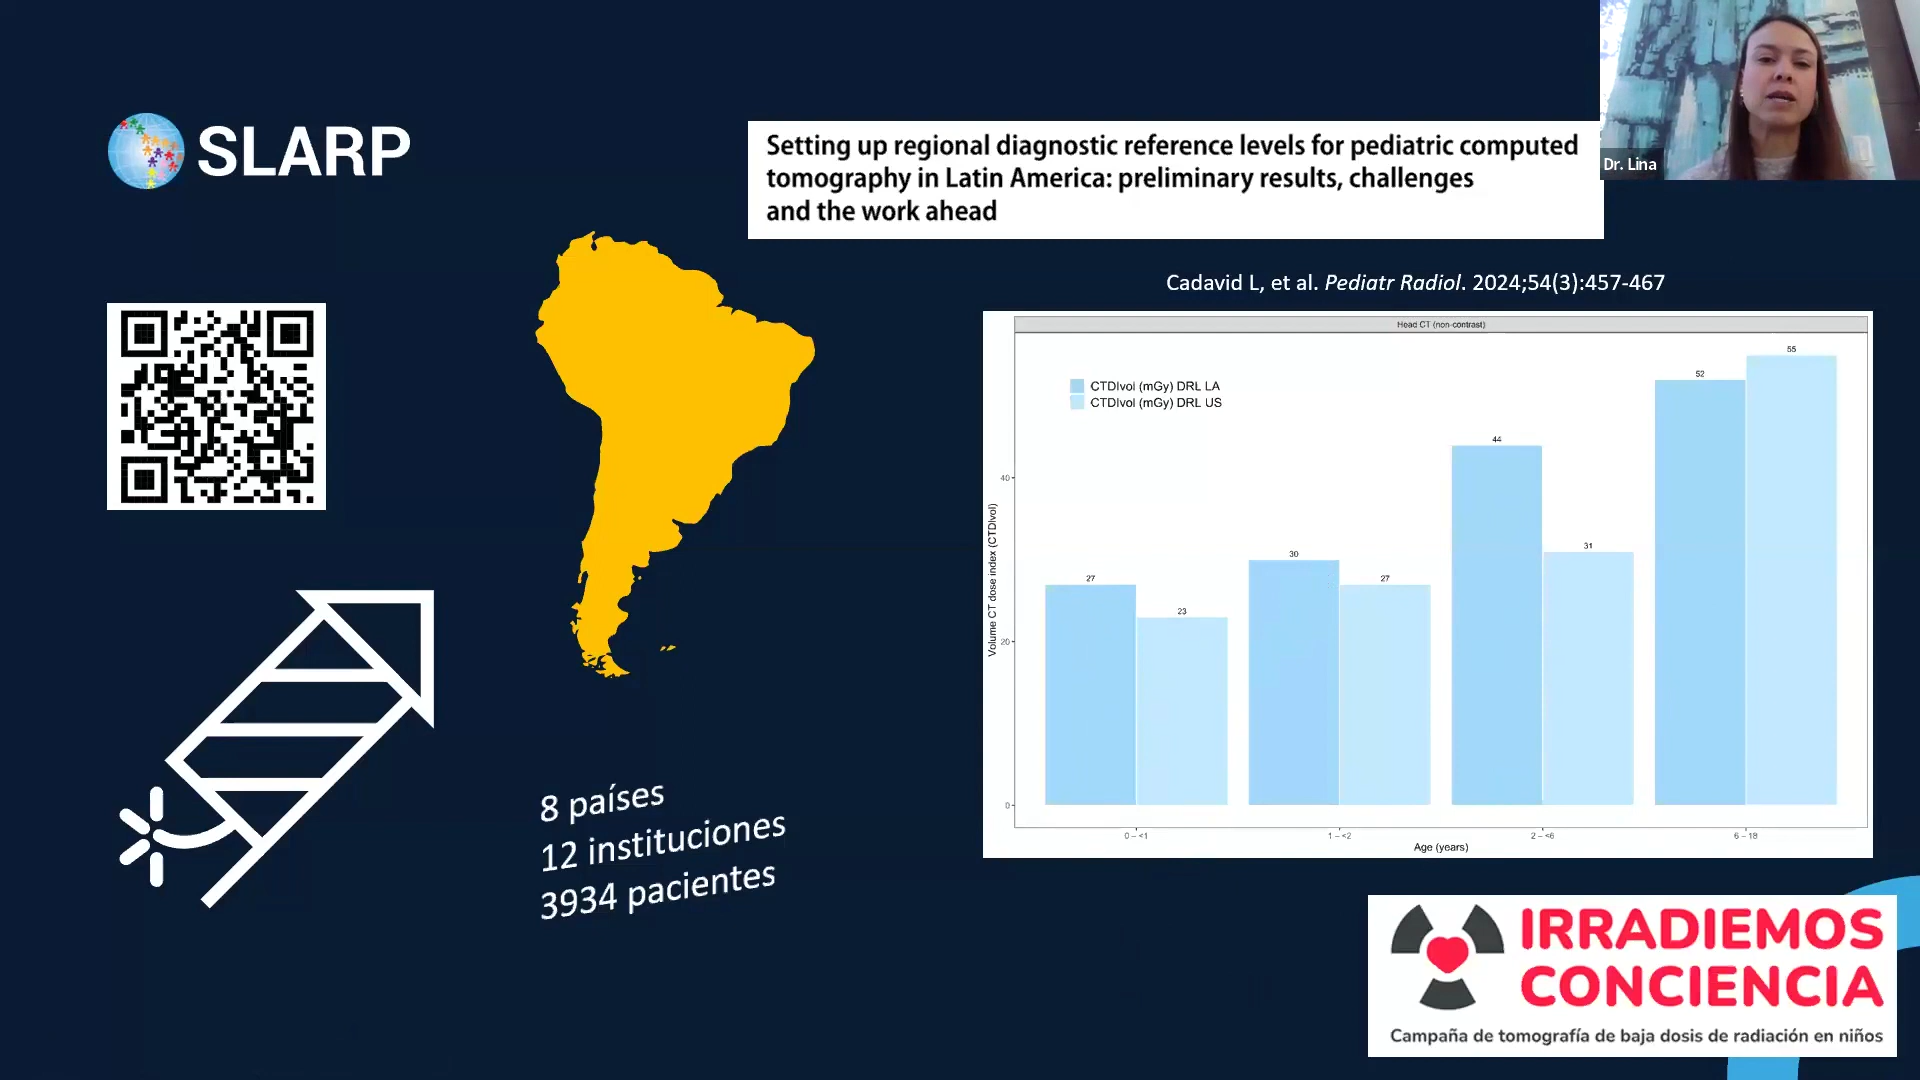 SLARP
Setting up regional diagnostic reference levels for pediatric computed
tomography in Latin America: preliminary results, challenges
and the work ahead
Dr. Lina
Cadavid L, et al. Pediatr Radiol. 2024;54(3):457-467
Head CT (non-contrast)
CTDIvol (mGy) DRL LA
CTDIvol (mGy) DRL US
Volume CT dose index (CTDIvol)
40
20
0
27
23
30
27
44
31
52
55
0 – <1
1 – <2
2 – <6
6 – 18
Age (years)
8 países
12 instituciones
3934 pacientes
IRRADIEMOS
CONCIENCIA
Campaña de tomografía de baja dosis de radiación en niños